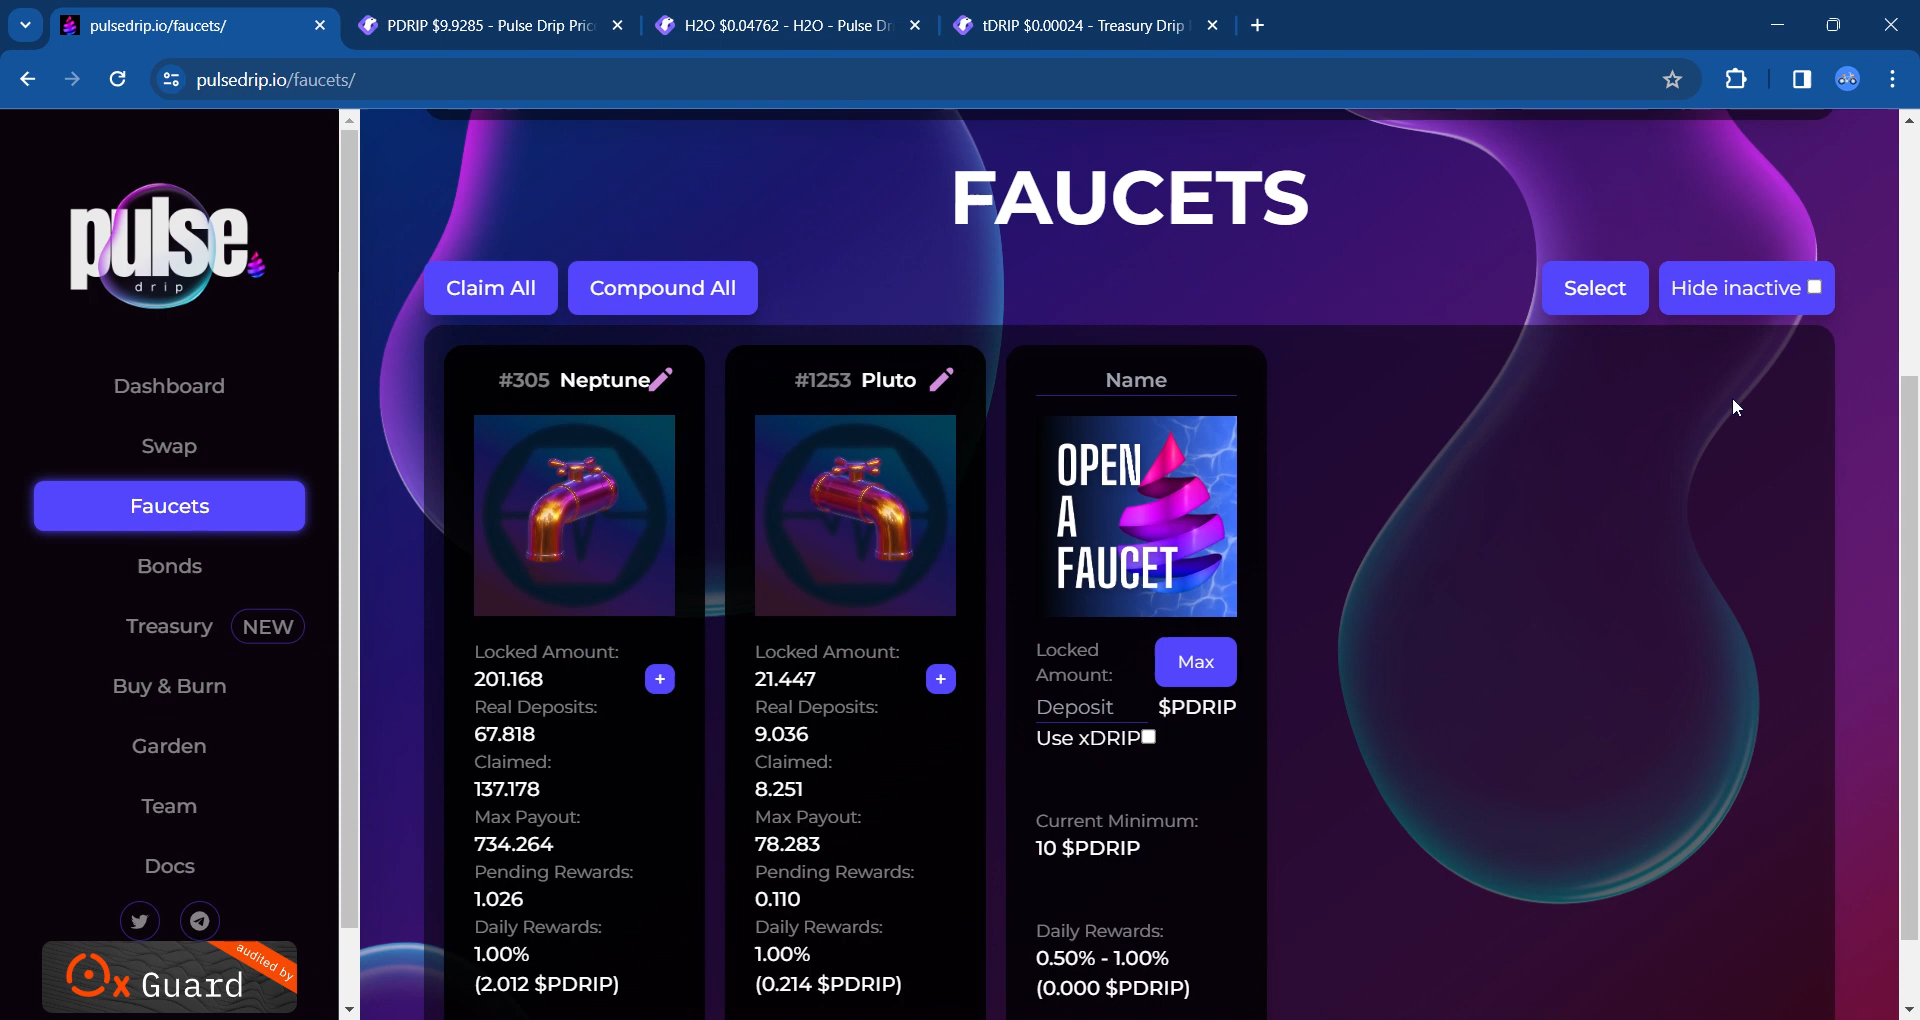 pulsedrip.io/faucets/
PDRIP $9.9285 - Pulse Drip Pric
H2O $0.04762 - H2O - Pulse Dr
tDRIP $0.00024 - Treasury Drip
pulsedrip.io/faucets/
pulse
drip
Dashboard
Swap
Faucets
Bonds
Treasury NEW
Buy & Burn
Garden
Team
Docs
audited by
x Guard
FAUCETS
Claim All
Compound All
Select
Hide inactive
#305 Neptune
Locked Amount:
201.168
+
Real Deposits:
67.818
Claimed:
137.178
Max Payout:
734.264
Pending Rewards:
1.026
Daily Rewards:
1.00%
(2.012 $PDRIP)
#1253 Pluto
Locked Amount:
21.447
+
Real Deposits:
9.036
Claimed:
8.251
Max Payout:
78.283
Pending Rewards:
0.110
Daily Rewards:
1.00%
(0.214 $PDRIP)
Name
OPEN
A
FAUCET
Locked
Amount:
Max
Deposit $PDRIP
Use xDRIP
Current Minimum:
10 $PDRIP
Daily Rewards:
0.50% - 1.00%
(0.000 $PDRIP)